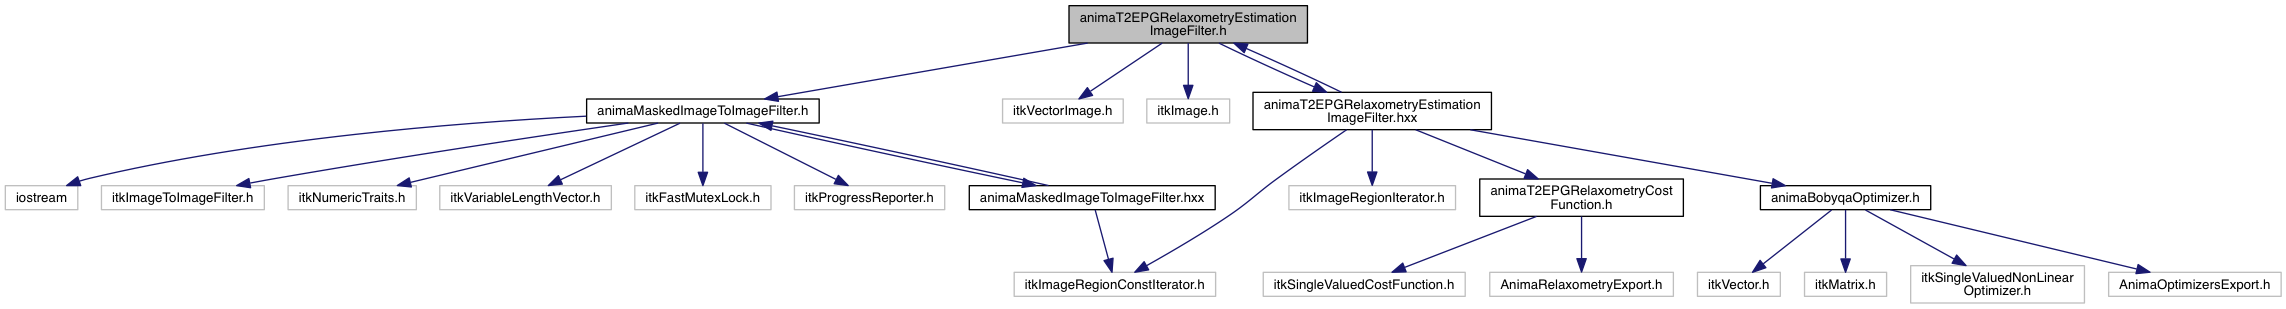 animaT2EPGRelaxometryEstimation
ImageFilter.h
animaMaskedImageToImageFilter.h
itkVectorImage.h
itkImage.h
animaT2EPGRelaxometryEstimation
ImageFilter.hxx
iostream
itkImageToImageFilter.h
itkNumericTraits.h
itkVariableLengthVector.h
itkFastMutexLock.h
itkProgressReporter.h
animaMaskedImageToImageFilter.hxx
itkImageRegionIterator.h
animaT2EPGRelaxometryCost
Function.h
animaBobyqaOptimizer.h
itkImageRegionConstIterator.h
itkSingleValuedCostFunction.h
AnimaRelaxometryExport.h
itkVector.h
itkMatrix.h
itkSingleValuedNonLinear
Optimizer.h
AnimaOptimizersExport.h